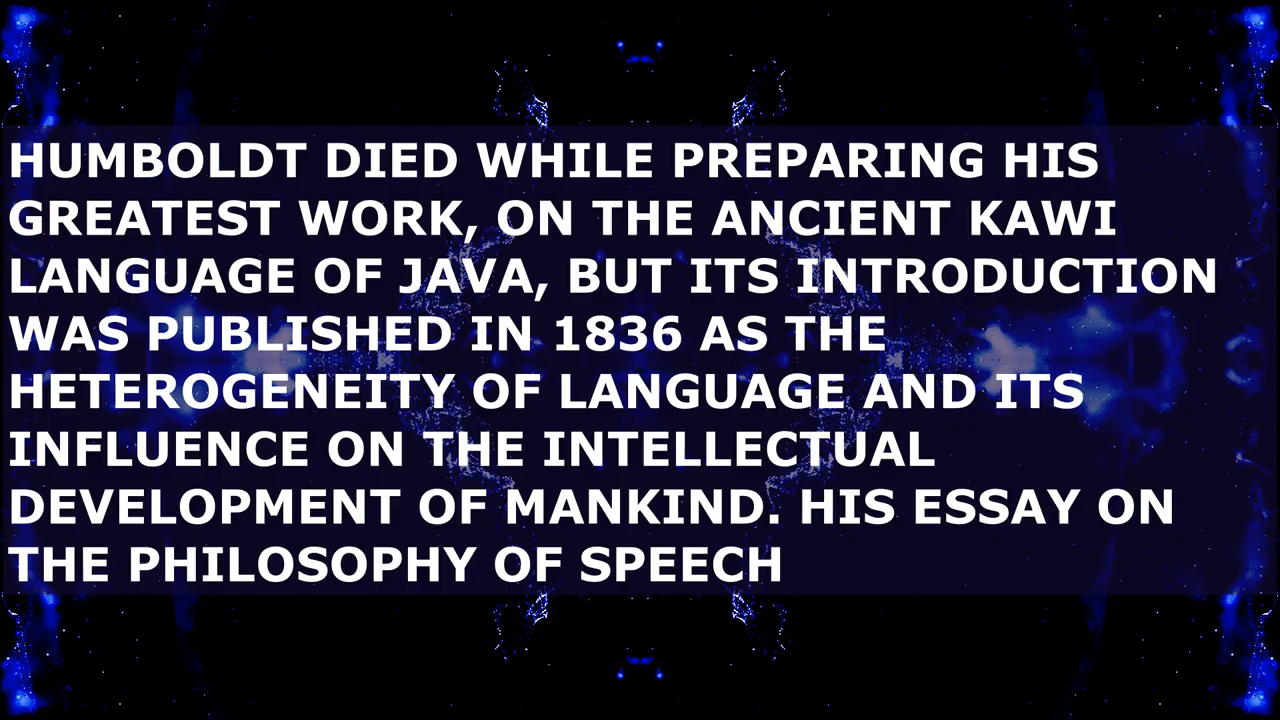 HUMBOLDT DIED WHILE PREPARING HIS
GREATEST WORK, ON THE ANCIENT KAWI
LANGUAGE OF JAVA, BUT ITS INTRODUCTION
WAS PUBLISHED IN 1836 AS THE
HETEROGENEITY OF LANGUAGE AND ITS
INFLUENCE ON THE INTELLECTUAL
DEVELOPMENT OF MANKIND. HIS ESSAY ON
THE PHILOSOPHY OF SPEECH